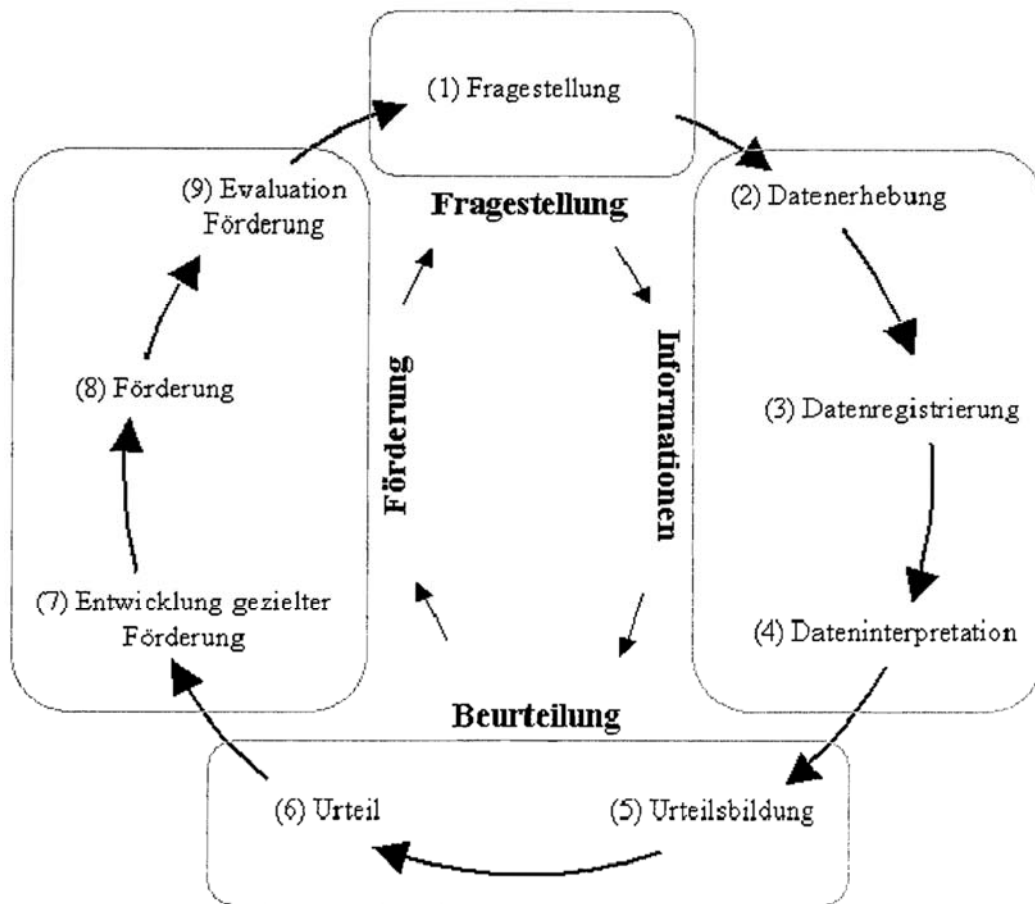 (1) Fragestellung
(9) Evaluation
Förderung
Fragestellung
(2) Datenerhebung
(8) Förderung
Förderung
Informationen
(3) Datenregistrierung
(7) Entwicklung gezielter
Förderung
(4) Dateninterpretation
Beurteilung
(6) Urteil
(5) Urteilsbildung